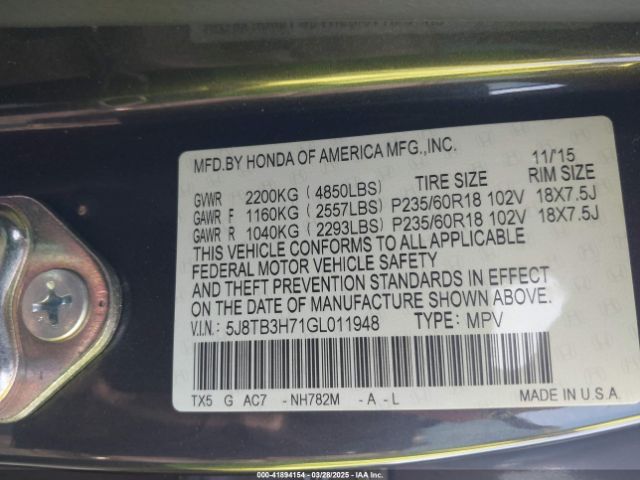 MFD.BY HONDA OF AMERICA MFG.,INC. 11/'15
TIRE SIZE RIM SIZE
GVWR 2200KG ( 4850LBS)
GAWR F 1160KG ( 2557LBS) P235/60R18 102V 18X7.5J
GAWR R 1040KG ( 2293LBS) P235/60R18 102V 18X7.5J
THIS VEHICLE CONFORMS TO ALL APPLICABLE
FEDERAL MOTOR VEHICLE SAFETY
AND THEFT PREVENTION STANDARDS IN EFFECT
ON THE DATE OF MANUFACTURE SHOWN ABOVE.
V.I.N.: 5J8TB3H71GL011948 TYPE: MPV
TX5 G AC7 -NH782M -A -L
MADE IN U.S.A.
000-41894154 | 03/28/2025 - IAAI.com